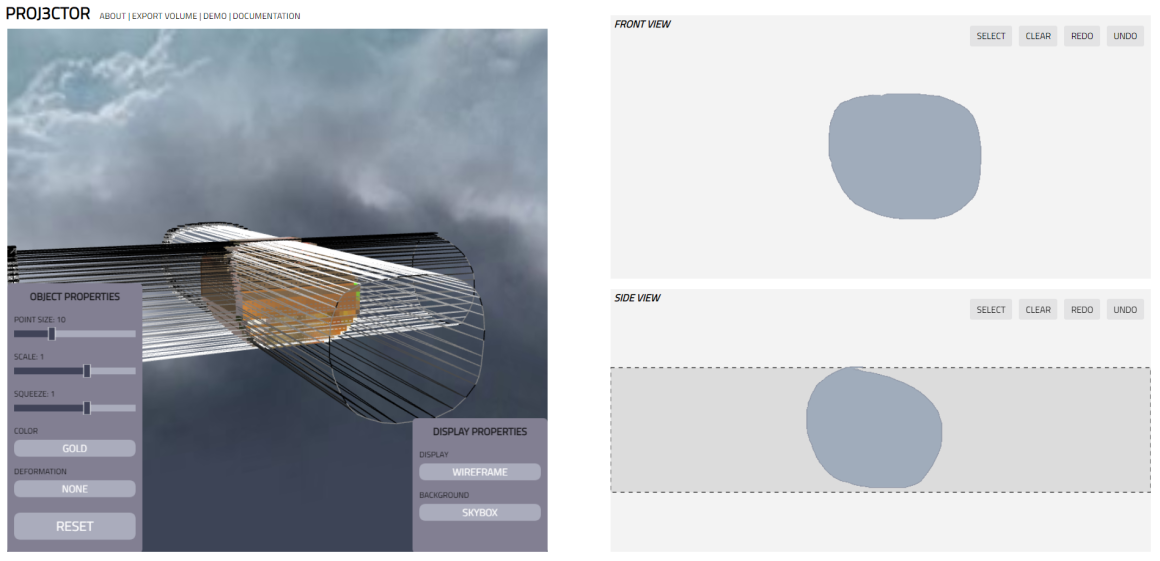 PROJ3CTOR ABOUT | EXPORT VOLUME | DEMO | DOCUMENTATION
OBJECT PROPERTIES
POINT SIZE: 10
SCALE: 1
SQUEEZE: 1
COLOR
GOLD
DEFORMATION
NONE
RESET
DISPLAY PROPERTIES
DISPLAY
WIREFRAME
BACKGROUND
SKYBOX
FRONT VIEW
SELECT CLEAR REDO UNDO
SIDE VIEW
SELECT CLEAR REDO UNDO